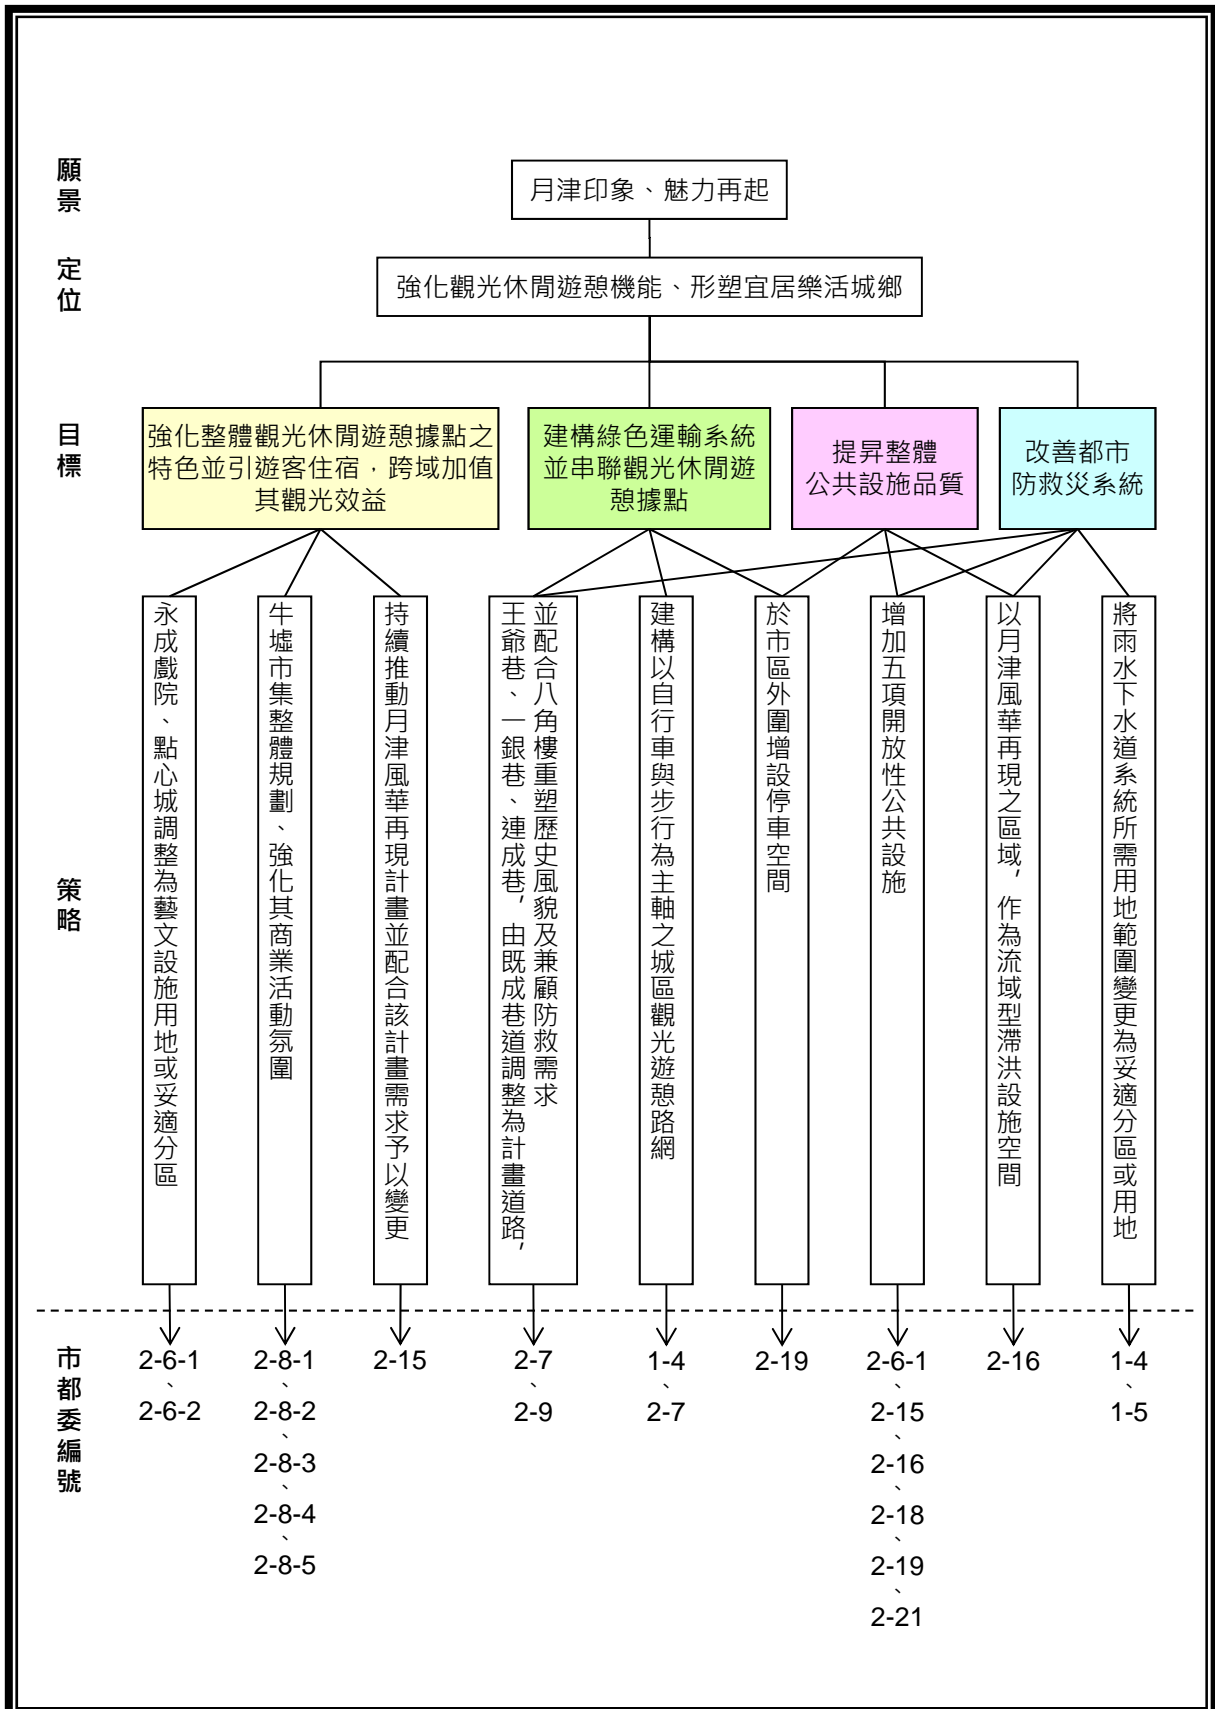 願景
月津印象、魅力再起
定位
強化觀光休閒遊憩機能、形塑宜居樂活城鄉
目標
強化整體觀光休閒遊憩據點之
特色並引遊客住宿，跨域加值
其觀光效益
建構綠色運輸系統
並串聯觀光休閒遊
憩據點
提昇整體
公共設施品質
改善都市
防救災系統
策略
永成戲院、點心城調整為藝文設施用地或妥適分區
牛墟市集整體規劃、強化其商業活動氛圍
持續推動月津風華再現計畫並配合該計畫需求予以變更
王爺巷、一銀巷、連成巷，由既成巷道調整為計畫道路，
並配合八角樓重塑歷史風貌及兼顧防救需求
建構以自行車與步行為主軸之城區觀光遊憩路網
於市區外圍增設停車空間
增加五項開放性公共設施
以月津風華再現之區域，作為流域型滯洪設施空間
將雨水下水道系統所需用地範圍變更為妥適分區或用地
市都委編號
2-6-1
、
2-6-2
2-8-1
、
2-8-2
、
2-8-3
、
2-8-4
、
2-8-5
2-15
2-7
、
2-9
1-4
、
2-7
2-19
2-6-1
、
2-15
、
2-16
、
2-18
、
2-19
、
2-21
2-16
1-4
、
1-5